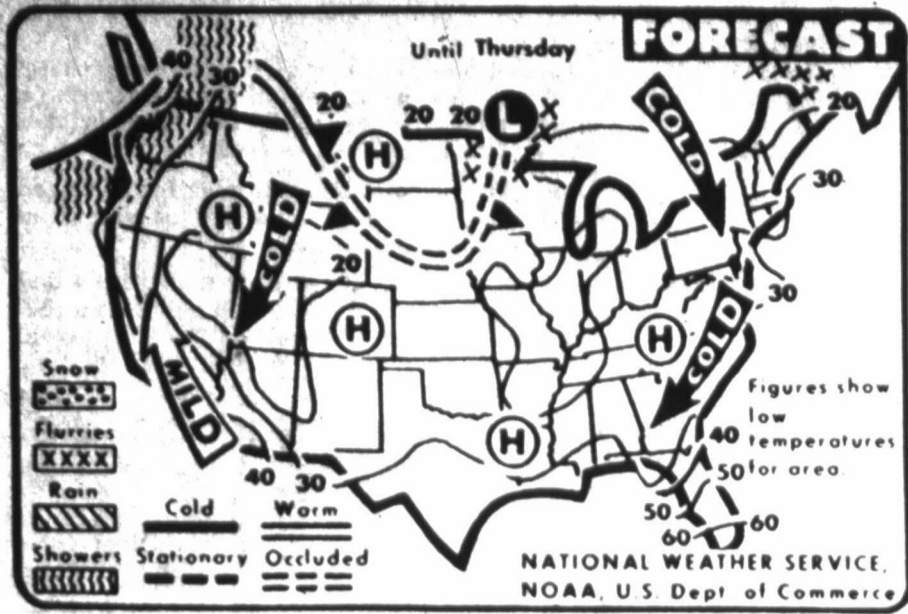 FORECAST
Until Thursday
40
30
20
20
20
L
20
H
COLD
30
H
COLD
20
30
H
H
COLD
MILD
H
40
30
Snow
Flurries
XXXX
Rain
Showers
Cold
Warm
Stationary
Occluded
Figures show
low
temperatures
for area.
40
50
50
60
60
NATIONAL WEATHER SERVICE,
NOAA, U.S. Dept of Commerce